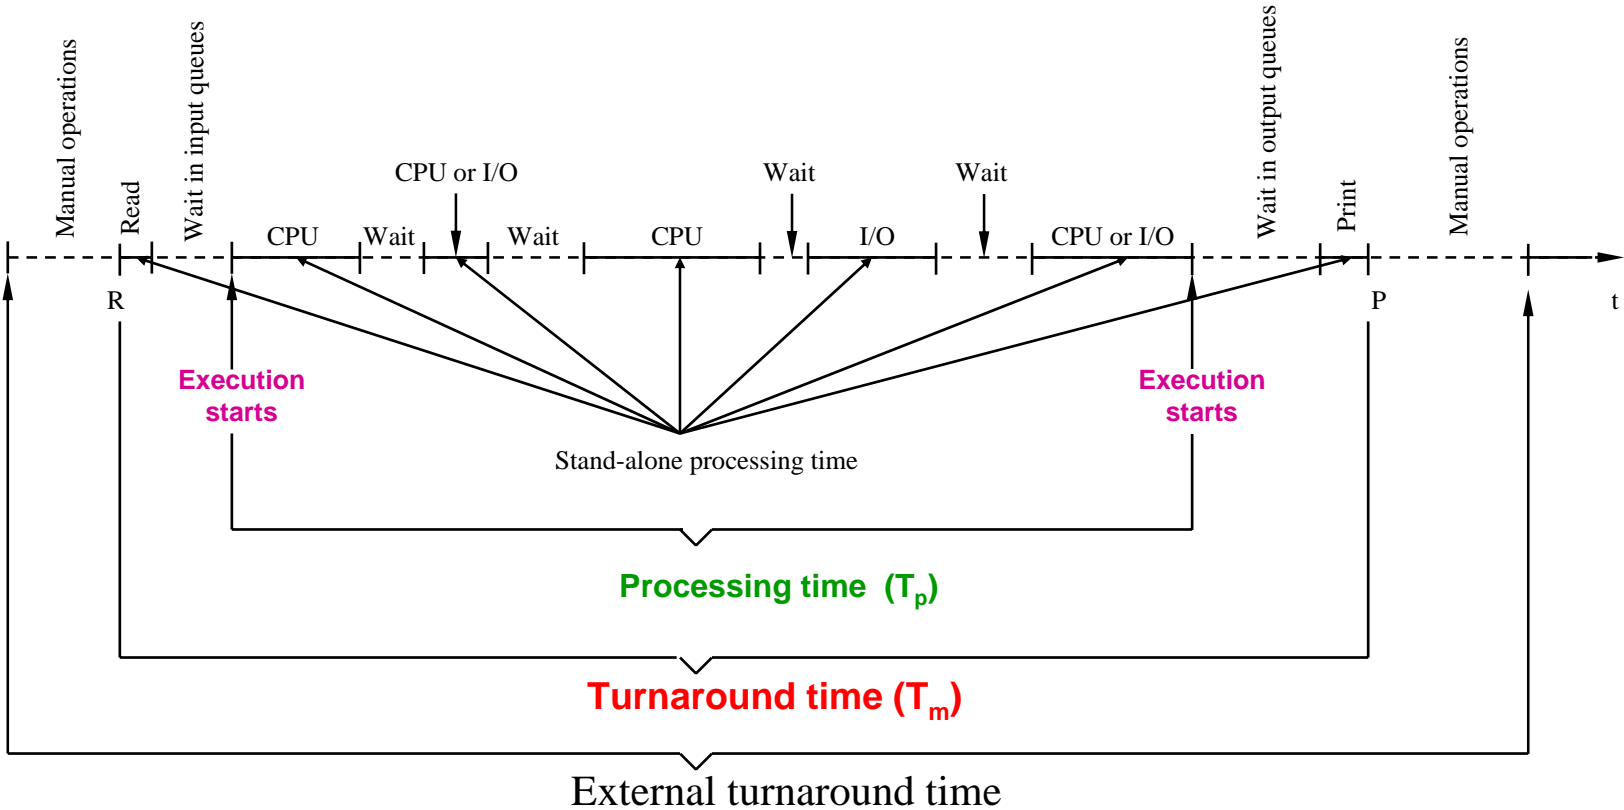 Manual operations
Read
Wait in input queues
CPU
Wait
CPU or I/O
Wait
CPU
Wait
I/O
Wait
CPU or I/O
Wait in output queues
Print
Manual operations
R
P
t
Execution
starts
Execution
starts
Stand-alone processing time
Processing time (Tp)
Turnaround time (Tm)
External turnaround time